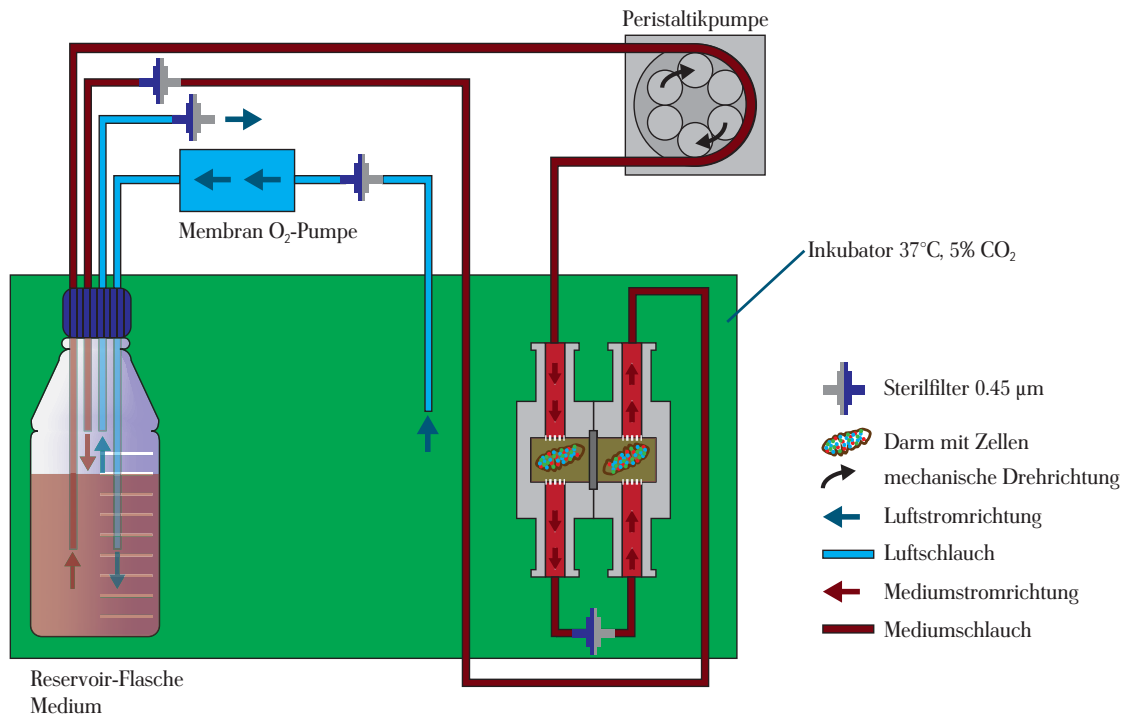 Peristaltikpumpe
Membran O₂-Pumpe
Inkubator 37°C, 5% CO₂
Sterilfilter 0.45 µm
Darm mit Zellen
mechanische Drehrichtung
Luftstromrichtung
Luftschlauch
Mediumstromrichtung
Mediumschlauch
Reservoir-Flasche
Medium